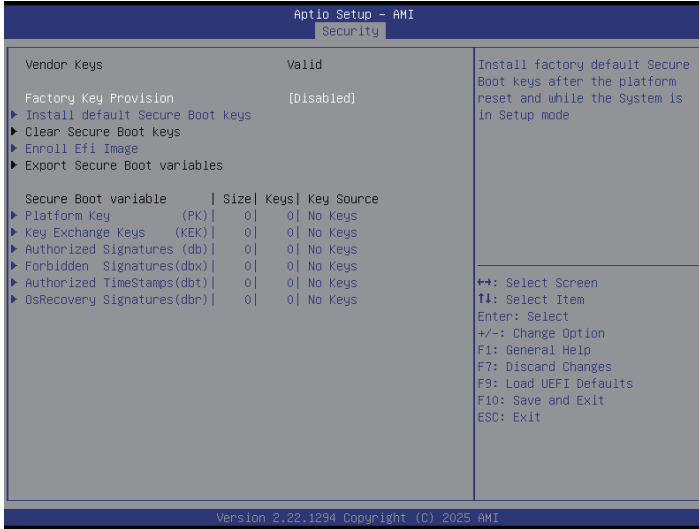 Aptio Setup – AMI
Security
Vendor Keys Valid
Factory Key Provision [Disabled]
Install default Secure Boot keys
Clear Secure Boot keys
Enroll Efi Image
Export Secure Boot variables
Secure Boot variable | Size| Keys| Key Source
Platform Key (PK)| 0| 0| No Keys
Key Exchange Keys (KEK)| 0| 0| No Keys
Authorized Signatures (db)| 0| 0| No Keys
Forbidden Signatures(dbx)| 0| 0| No Keys
Authorized TimeStamps(dbt)| 0| 0| No Keys
OsRecovery Signatures(dbr)| 0| 0| No Keys
Install factory default Secure
Boot keys after the platform
reset and while the System is
in Setup mode
↔: Select Screen
↑↓: Select Item
Enter: Select
+/-: Change Option
F1: General Help
F7: Discard Changes
F9: Load UEFI Defaults
F10: Save and Exit
ESC: Exit
Version 2.22.1294 Copyright (C) 2025 AMI